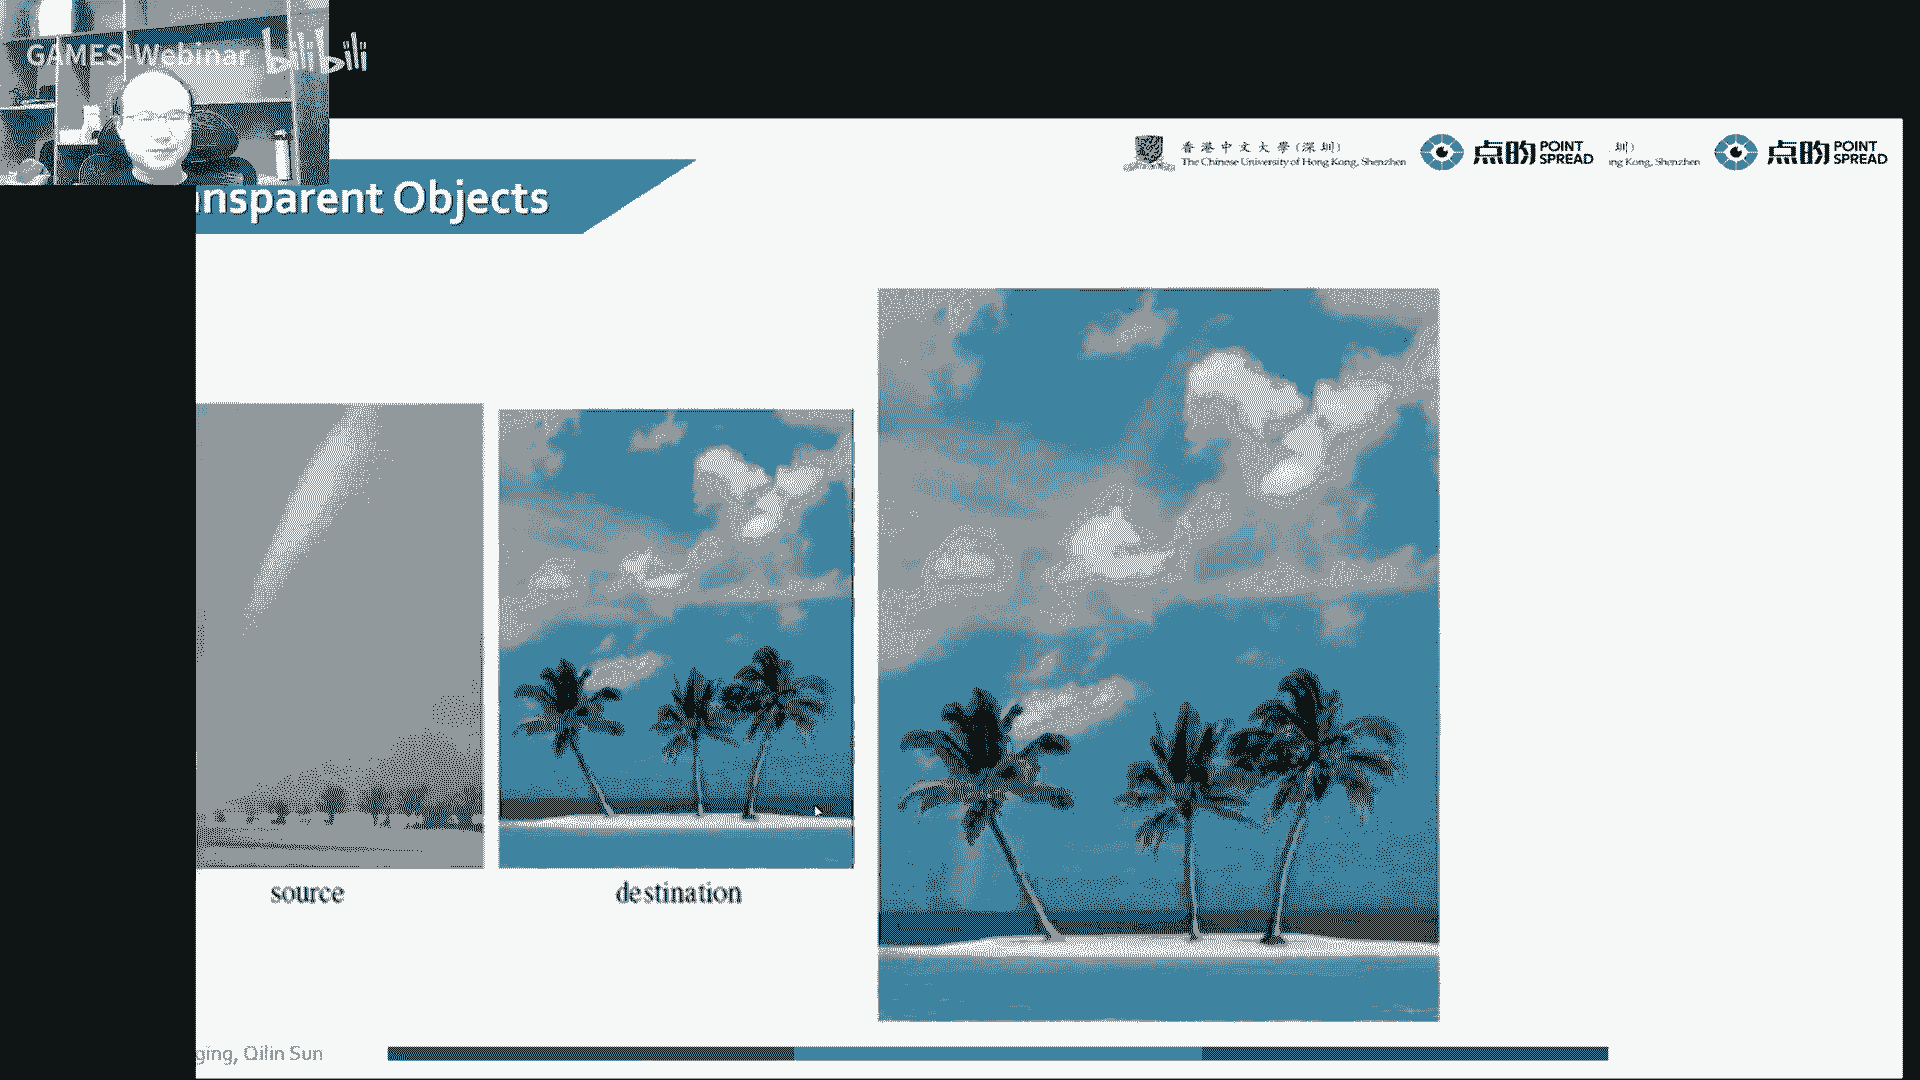 GAMES-Webinar bilibili
nsparent Objects
香港中文大學(深圳)
The Chinese University of Hong Kong, Shenzhen
点昀 POINT SPREAD
圳)
ng Kong, Shenzhen
点昀 POINT SPREAD
source
destination
ging, Qilin Sun